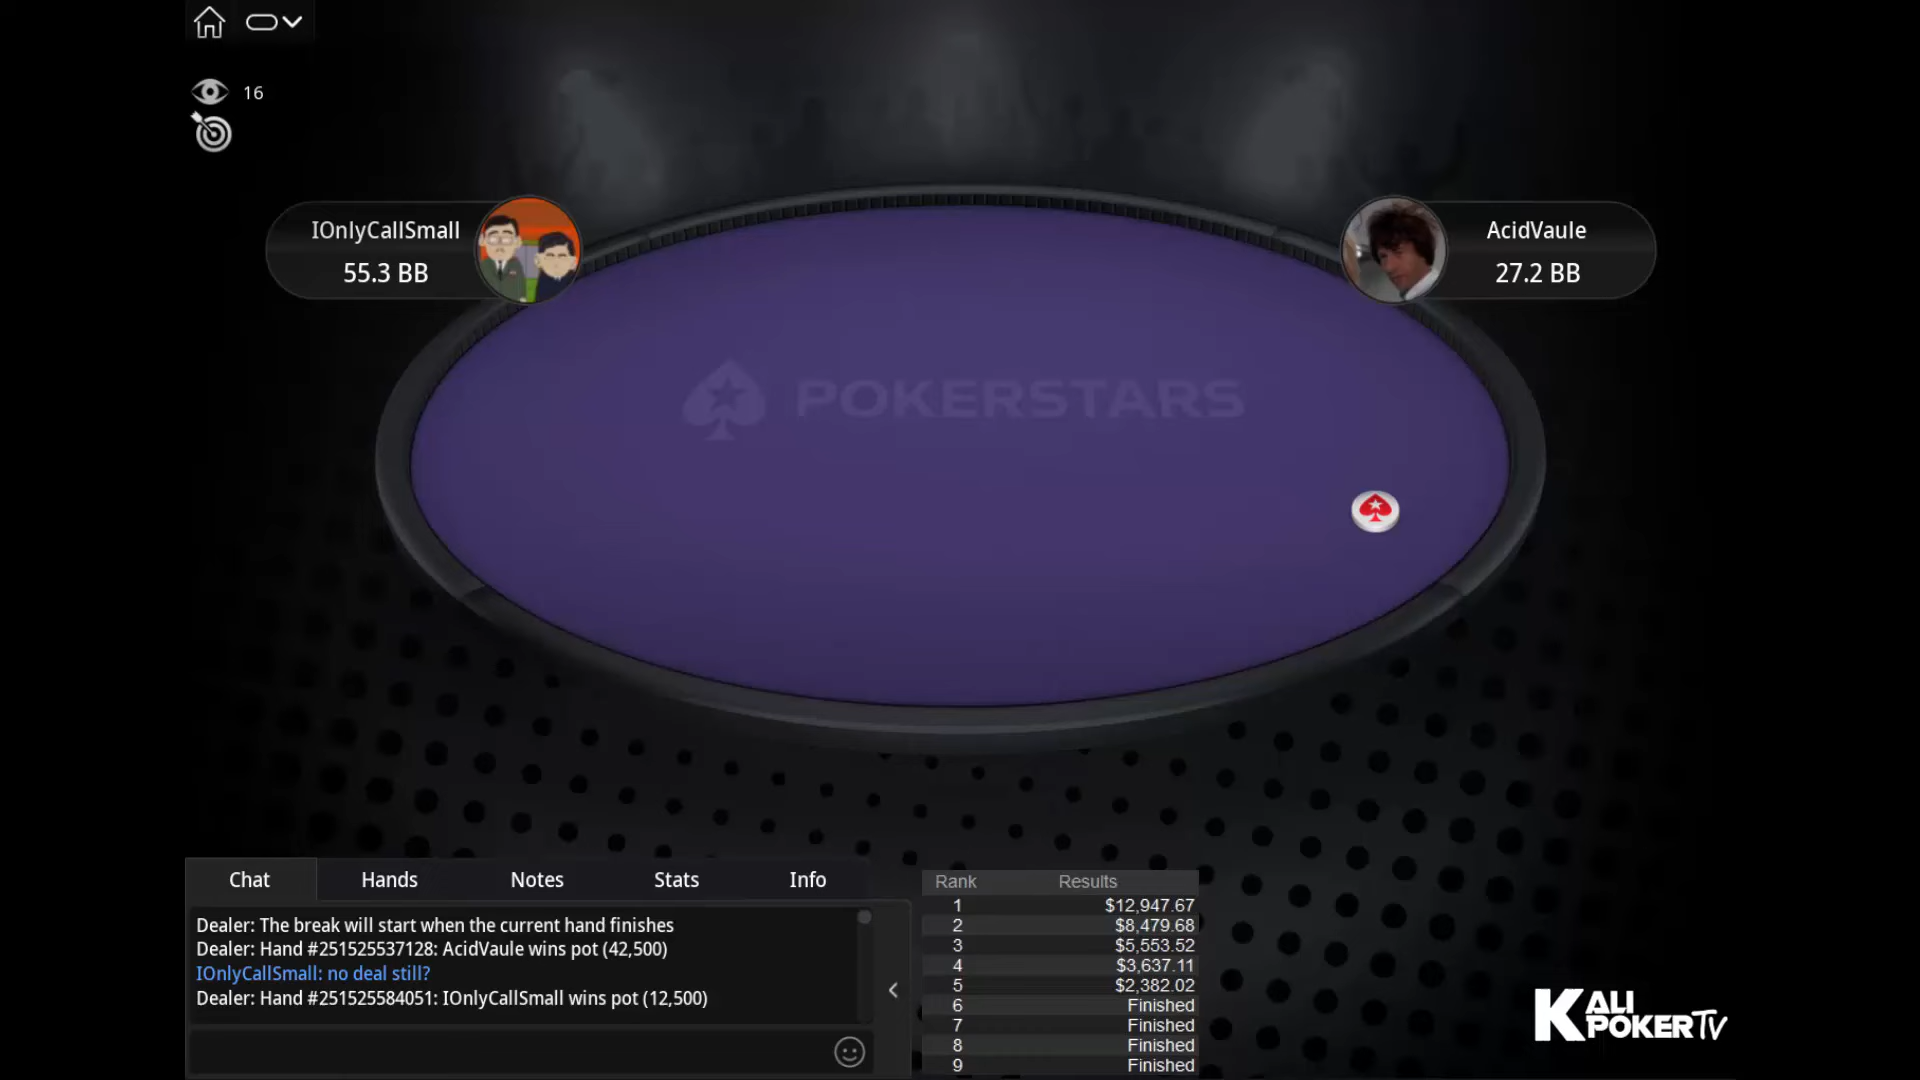 16
IOnlyCallSmall
55.3 BB
AcidVaule
27.2 BB
POKERSTARS
Chat Hands Notes Stats Info
Dealer: The break will start when the current hand finishes
Dealer: Hand #251525537128: AcidVaule wins pot (42,500)
IOnlyCallSmall: no deal still?
Dealer: Hand #251525584051: IOnlyCallSmall wins pot (12,500)
Rank Results
1 $12,947.67
2 $8,479.68
3 $5,553.52
4 $3,637.11
5 $2,382.02
6 Finished
7 Finished
8 Finished
9 Finished
KALI
POKERTV